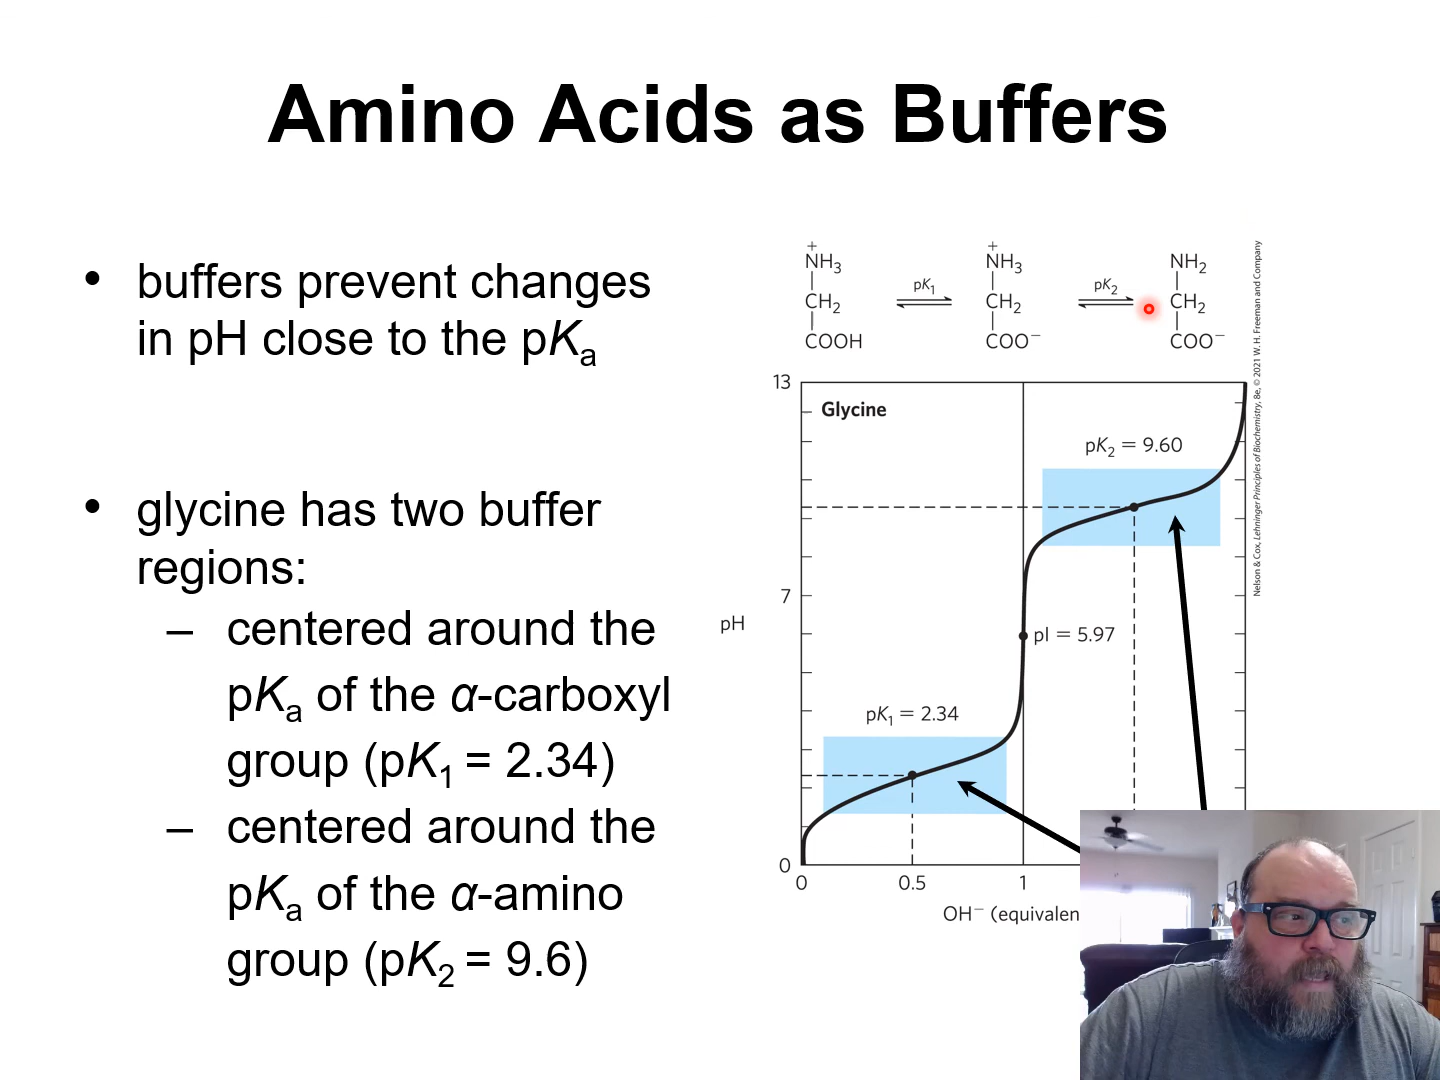 Amino Acids as Buffers
• buffers prevent changes
in pH close to the pKa
• glycine has two buffer
regions:
– centered around the
pKa of the α-carboxyl
group (pK1 = 2.34)
– centered around the
pKa of the α-amino
group (pK2 = 9.6)
+
NH3
CH2
COOH
pK1
+
NH3
CH2
COO−
pK2
NH2
CH2
COO−
13
Glycine
pK2 = 9.60
7
pH
pI = 5.97
pK1 = 2.34
0
0 0.5 1
OH− (equivalen
Nelson & Cox, Lehninger Principles of Biochemistry, 8e, © 2021 W. H. Freeman and Company